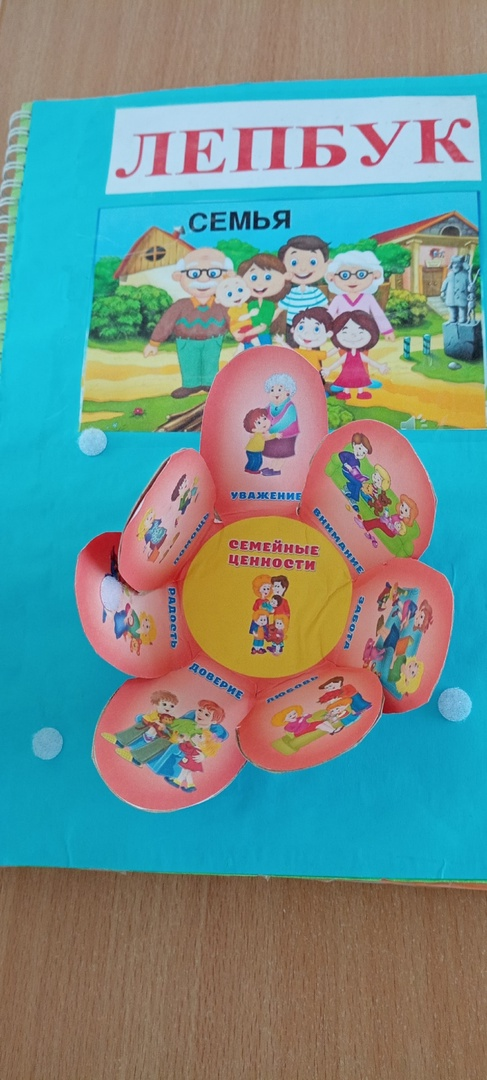 ЛЕПБУК
СЕМЬЯ
УВАЖЕНИЕ
ВНИМАНИЕ
ЗАБОТА
ЛЮБОВЬ
ДОВЕРИЕ
РАДОСТЬ
ПОМОЩЬ
СЕМЕЙНЫЕ
ЦЕННОСТИ